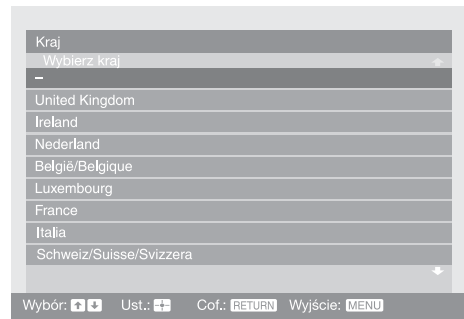 Kraj
Wybierz kraj
–
United Kingdom
Ireland
Nederland
België/Belgique
Luxembourg
France
Italia
Schweiz/Suisse/Svizzera
Wybór: Ust.: Cof.: RETURN Wyjście: MENU